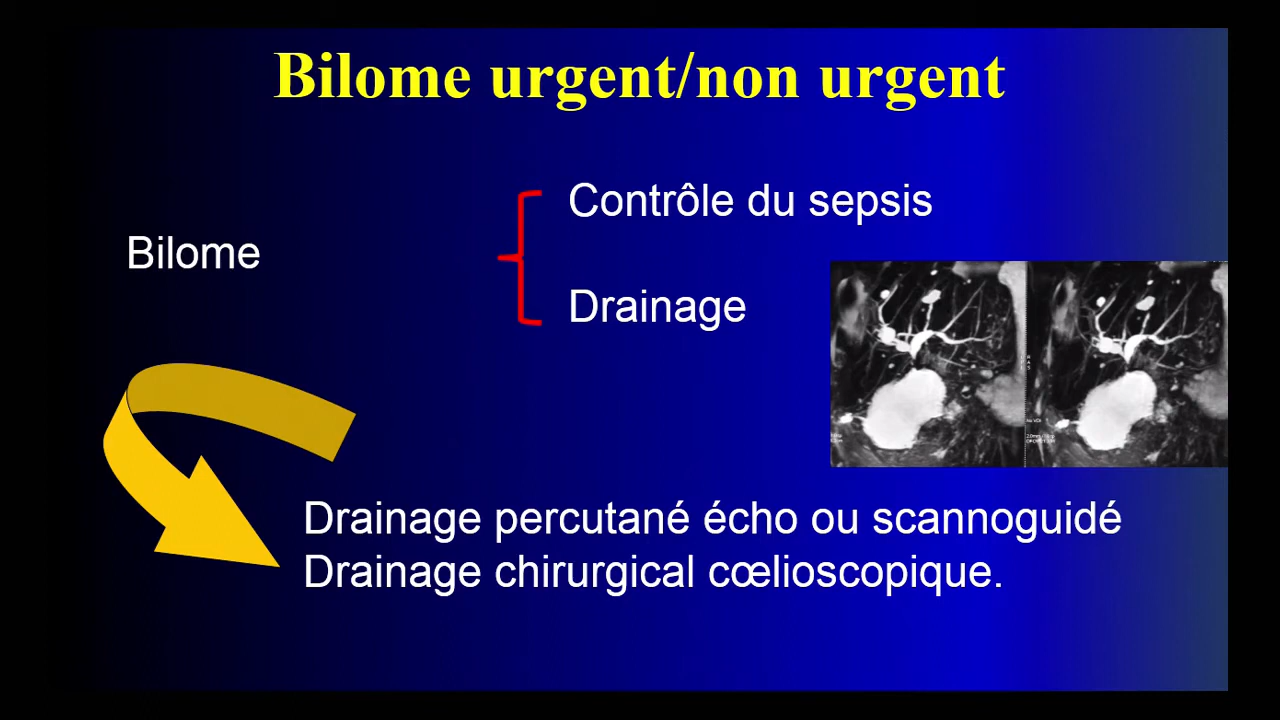 Bilome urgent/non urgent
Contrôle du sepsis
Bilome
Drainage
Drainage percutané écho ou scannoguidé
Drainage chirurgical cœlioscopique.